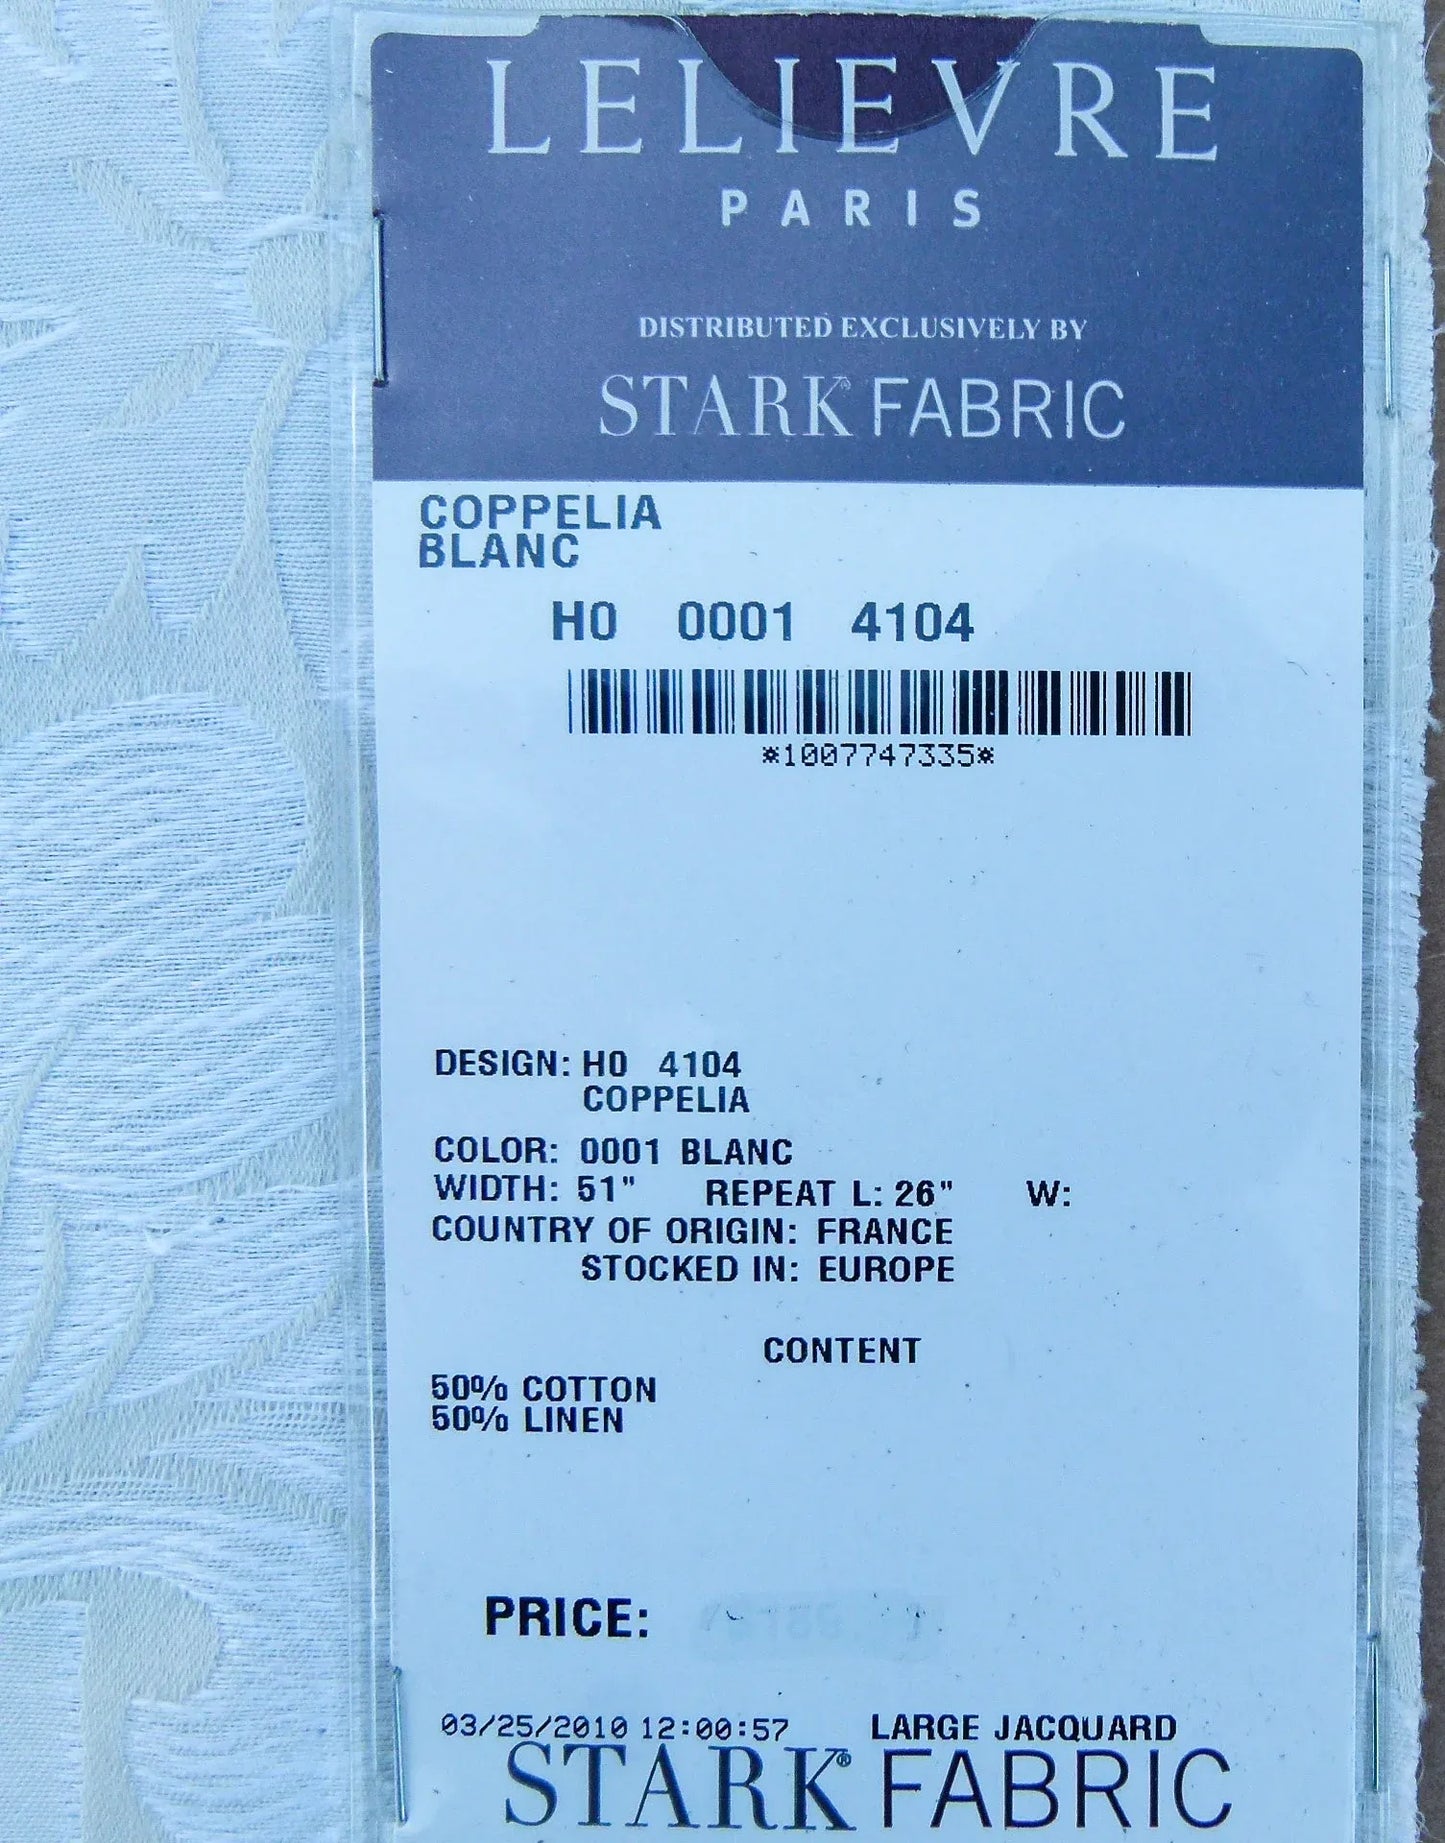 LELIEVRE
PARIS
DISTRIBUTED EXCLUSIVELY BY
STARK® FABRIC
COPPELIA
BLANC
H0 0001 4104
*1007747335*
DESIGN: H0 4104
COPPELIA
COLOR: 0001 BLANC
WIDTH: 51" REPEAT L: 26" W:
COUNTRY OF ORIGIN: FRANCE
STOCKED IN: EUROPE
CONTENT
50% COTTON
50% LINEN
PRICE:
03/25/2010 12:00:57 LARGE JACQUARD
STARK® FABRIC